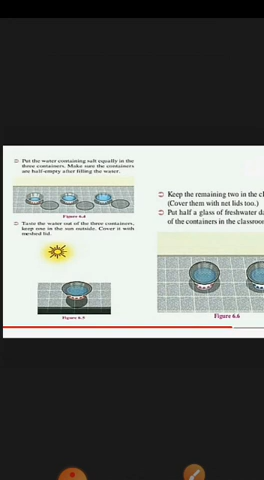 Put the water containing salt equally in the
three containers. Make sure the containers
are half-empty after filling the water.
Figure 6.4
Taste the water out of the three containers,
keep one in the sun outside. Cover it with
meshed lid.
Figure 6.5
Keep the remaining two in the cl
(Cover them with net lids too.)
Put half a glass of freshwater da
of the containers in the classroom
Figure 6.6